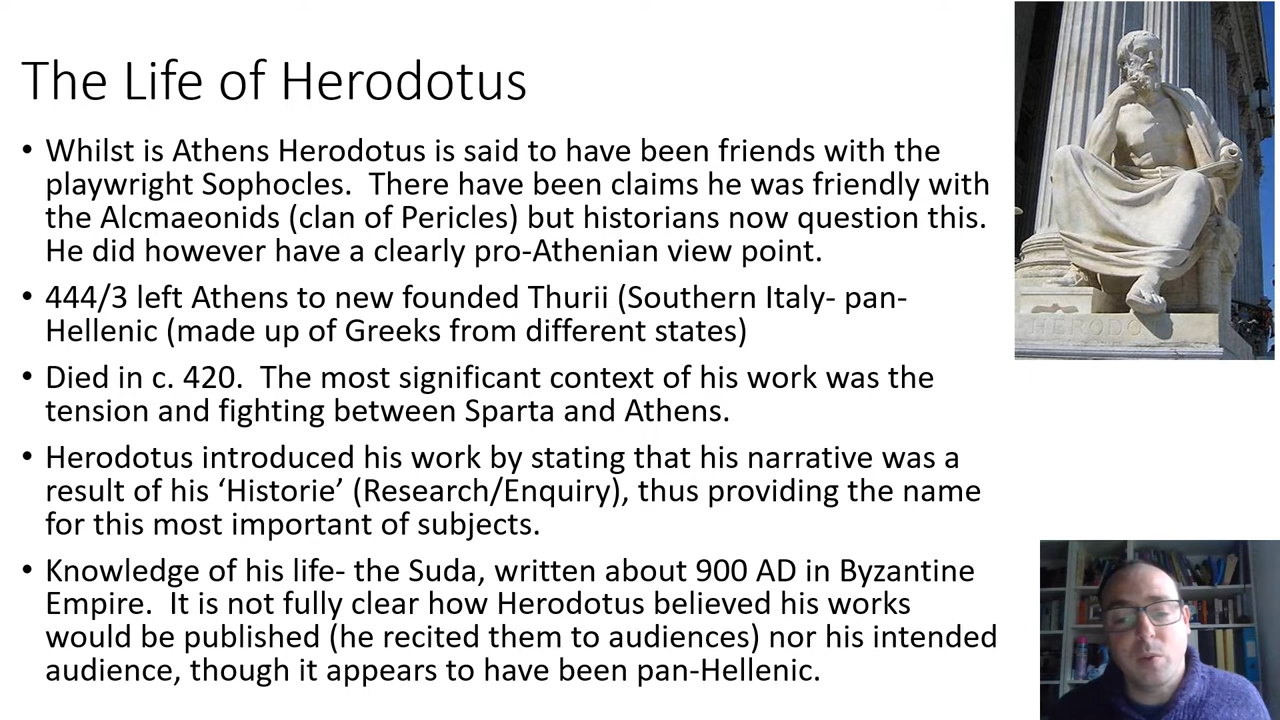 The Life of Herodotus
• Whilst is Athens Herodotus is said to have been friends with the
playwright Sophocles.  There have been claims he was friendly with
the Alcmaeonids (clan of Pericles) but historians now question this.
He did however have a clearly pro-Athenian view point.
• 444/3 left Athens to new founded Thurii (Southern Italy- pan-
Hellenic (made up of Greeks from different states)
• Died in c. 420.  The most significant context of his work was the
tension and fighting between Sparta and Athens.
• Herodotus introduced his work by stating that his narrative was a
result of his ‘Historie’ (Research/Enquiry), thus providing the name
for this most important of subjects.
• Knowledge of his life- the Suda, written about 900 AD in Byzantine
Empire.  It is not fully clear how Herodotus believed his works
would be published (he recited them to audiences) nor his intended
audience, though it appears to have been pan-Hellenic.
HERODO